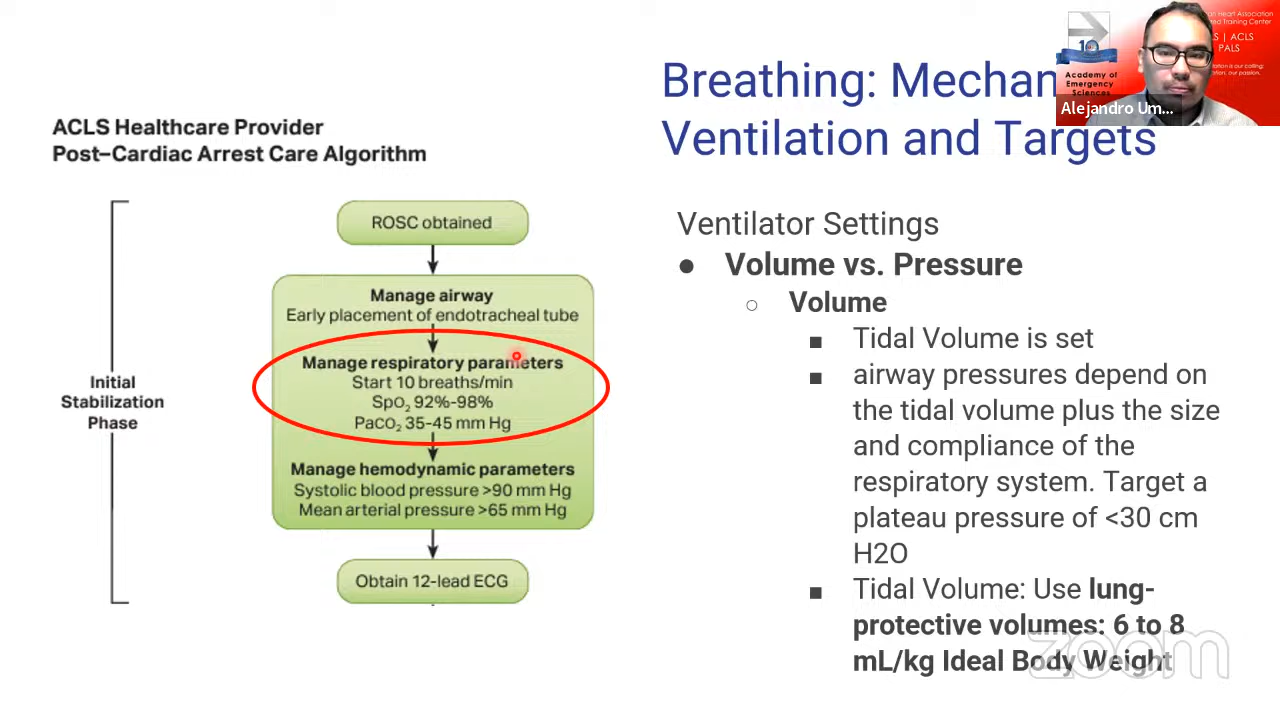 ACLS Healthcare Provider
Post–Cardiac Arrest Care Algorithm
Initial
Stabilization
Phase
ROSC obtained
Manage airway
Early placement of endotracheal tube
Manage respiratory parameters
Start 10 breaths/min
SpO2 92%-98%
PaCO2 35-45 mm Hg
Manage hemodynamic parameters
Systolic blood pressure >90 mm Hg
Mean arterial pressure >65 mm Hg
Obtain 12-lead ECG
Breathing: Mechan
Ventilation and Targets
Ventilator Settings
● Volume vs. Pressure
○ Volume
■ Tidal Volume is set
■ airway pressures depend on
the tidal volume plus the size
and compliance of the
respiratory system. Target a
plateau pressure of <30 cm
H2O
■ Tidal Volume: Use lung-
protective volumes: 6 to 8
mL/kg Ideal Body Weight
10
Academy of
Emergency
Sciences
Heart Association
Training Center
ACLS
PALS
Alejandro Um...
zoom